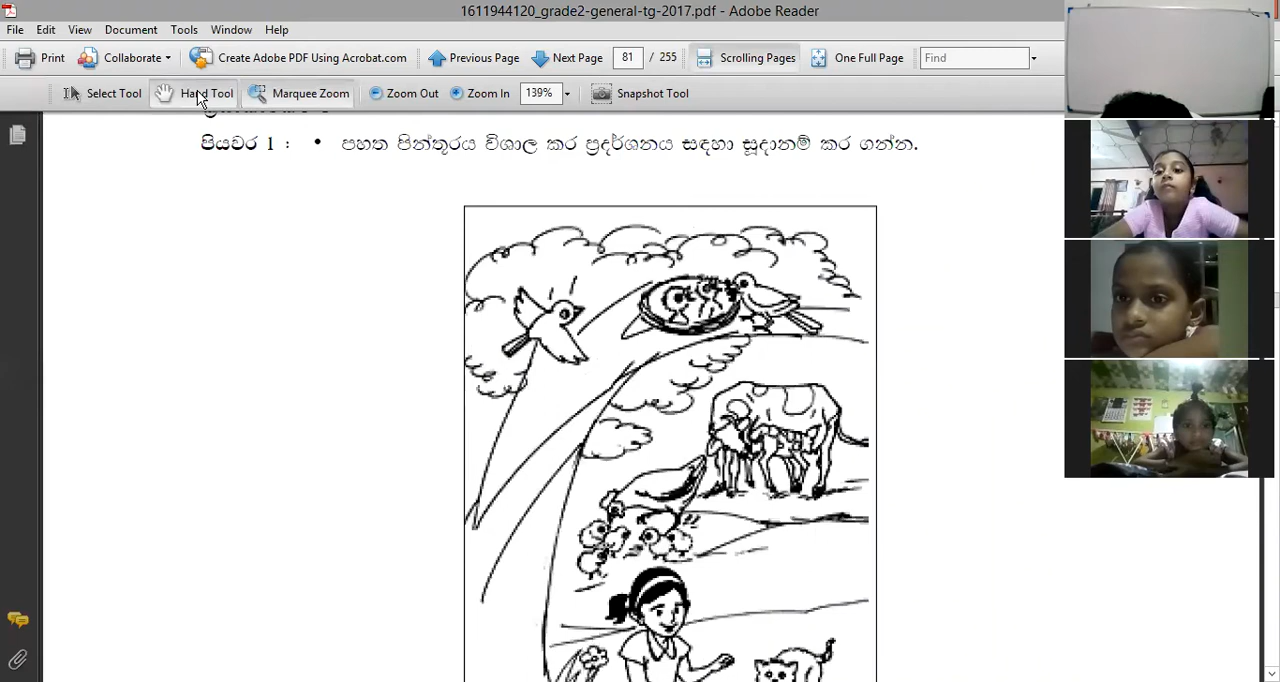 1611944120_grade2-general-tg-2017.pdf - Adobe Reader
File Edit View Document Tools Window Help
Print Collaborate Create Adobe PDF Using Acrobat.com Previous Page Next Page 81 / 255 Scrolling Pages One Full Page Find
Select Tool Hand Tool Marquee Zoom Zoom Out Zoom In 139% Snapshot Tool
පියවර 1 : • පහත පින්තූරය විශාල කර ප්‍රදර්ශනය සඳහා සූදානම් කර ගන්න.